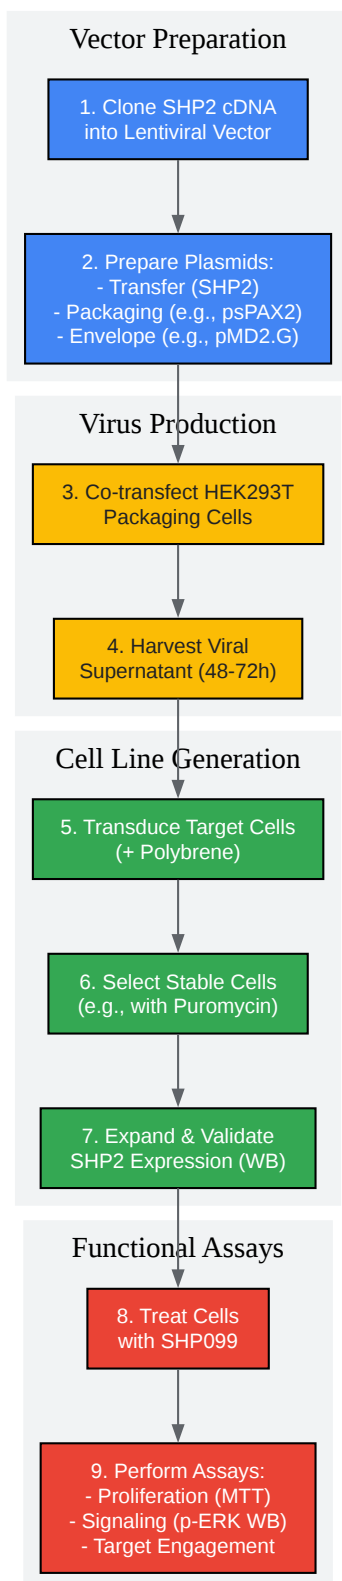 Vector Preparation
1. Clone SHP2 cDNA
into Lentiviral Vector
2. Prepare Plasmids:
- Transfer (SHP2)
- Packaging (e.g., psPAX2)
- Envelope (e.g., pMD2.G)
Virus Production
3. Co-transfect HEK293T
Packaging Cells
4. Harvest Viral
Supernatant (48-72h)
Cell Line Generation
5. Transduce Target Cells
(+ Polybrene)
6. Select Stable Cells
(e.g., with Puromycin)
7. Expand & Validate
SHP2 Expression (WB)
Functional Assays
8. Treat Cells
with SHP099
9. Perform Assays:
- Proliferation (MTT)
- Signaling (p-ERK WB)
- Target Engagement